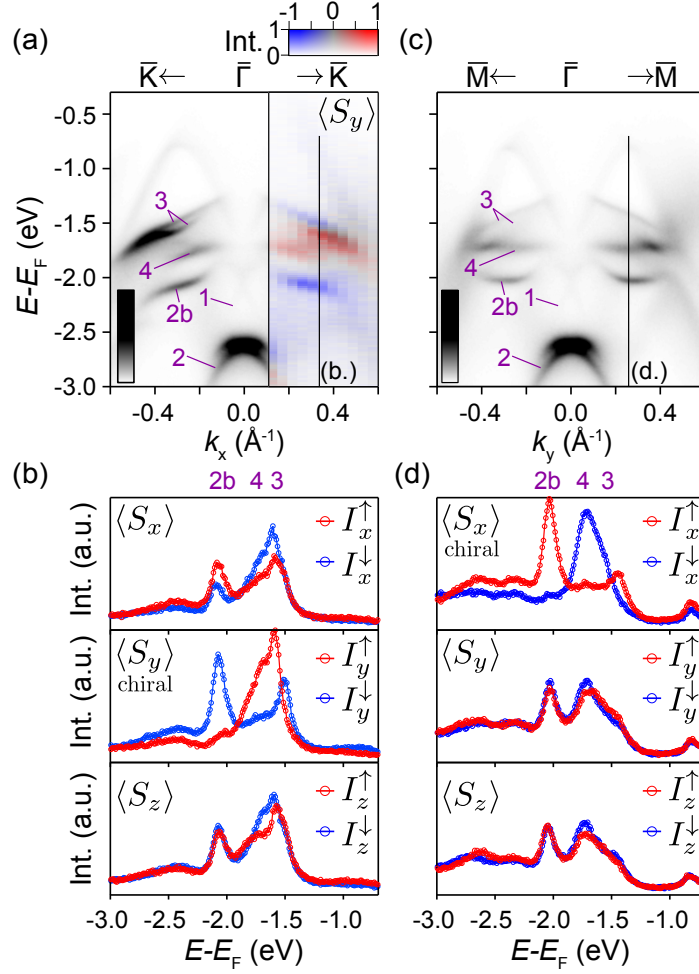 (a)
Int.
-1 0 1
1
0
(c)
K̅← Γ̅ →K̅
M̅← Γ̅ →M̅
⟨S_y⟩
E-E_F (eV)
-0.5
-1.0
-1.5
-2.0
-2.5
-3.0
3
4
2b
1
2
(b.)
3
4
2b
1
2
(d.)
-0.4 0.0 0.4
k_x (Å⁻¹)
-0.4 0.0 0.4
k_y (Å⁻¹)
(b)
2b 4 3
Int. (a.u.)
⟨S_x⟩
I_x^↑
I_x^↓
Int. (a.u.)
⟨S_y⟩
chiral
I_y^↑
I_y^↓
Int. (a.u.)
⟨S_z⟩
I_z^↑
I_z^↓
-3.0 -2.5 -2.0 -1.5 -1.0
E-E_F (eV)
(d)
2b 4 3
⟨S_x⟩
chiral
I_x^↑
I_x^↓
⟨S_y⟩
I_y^↑
I_y^↓
⟨S_z⟩
I_z^↑
I_z^↓
-3.0 -2.5 -2.0 -1.5 -1.0
E-E_F (eV)